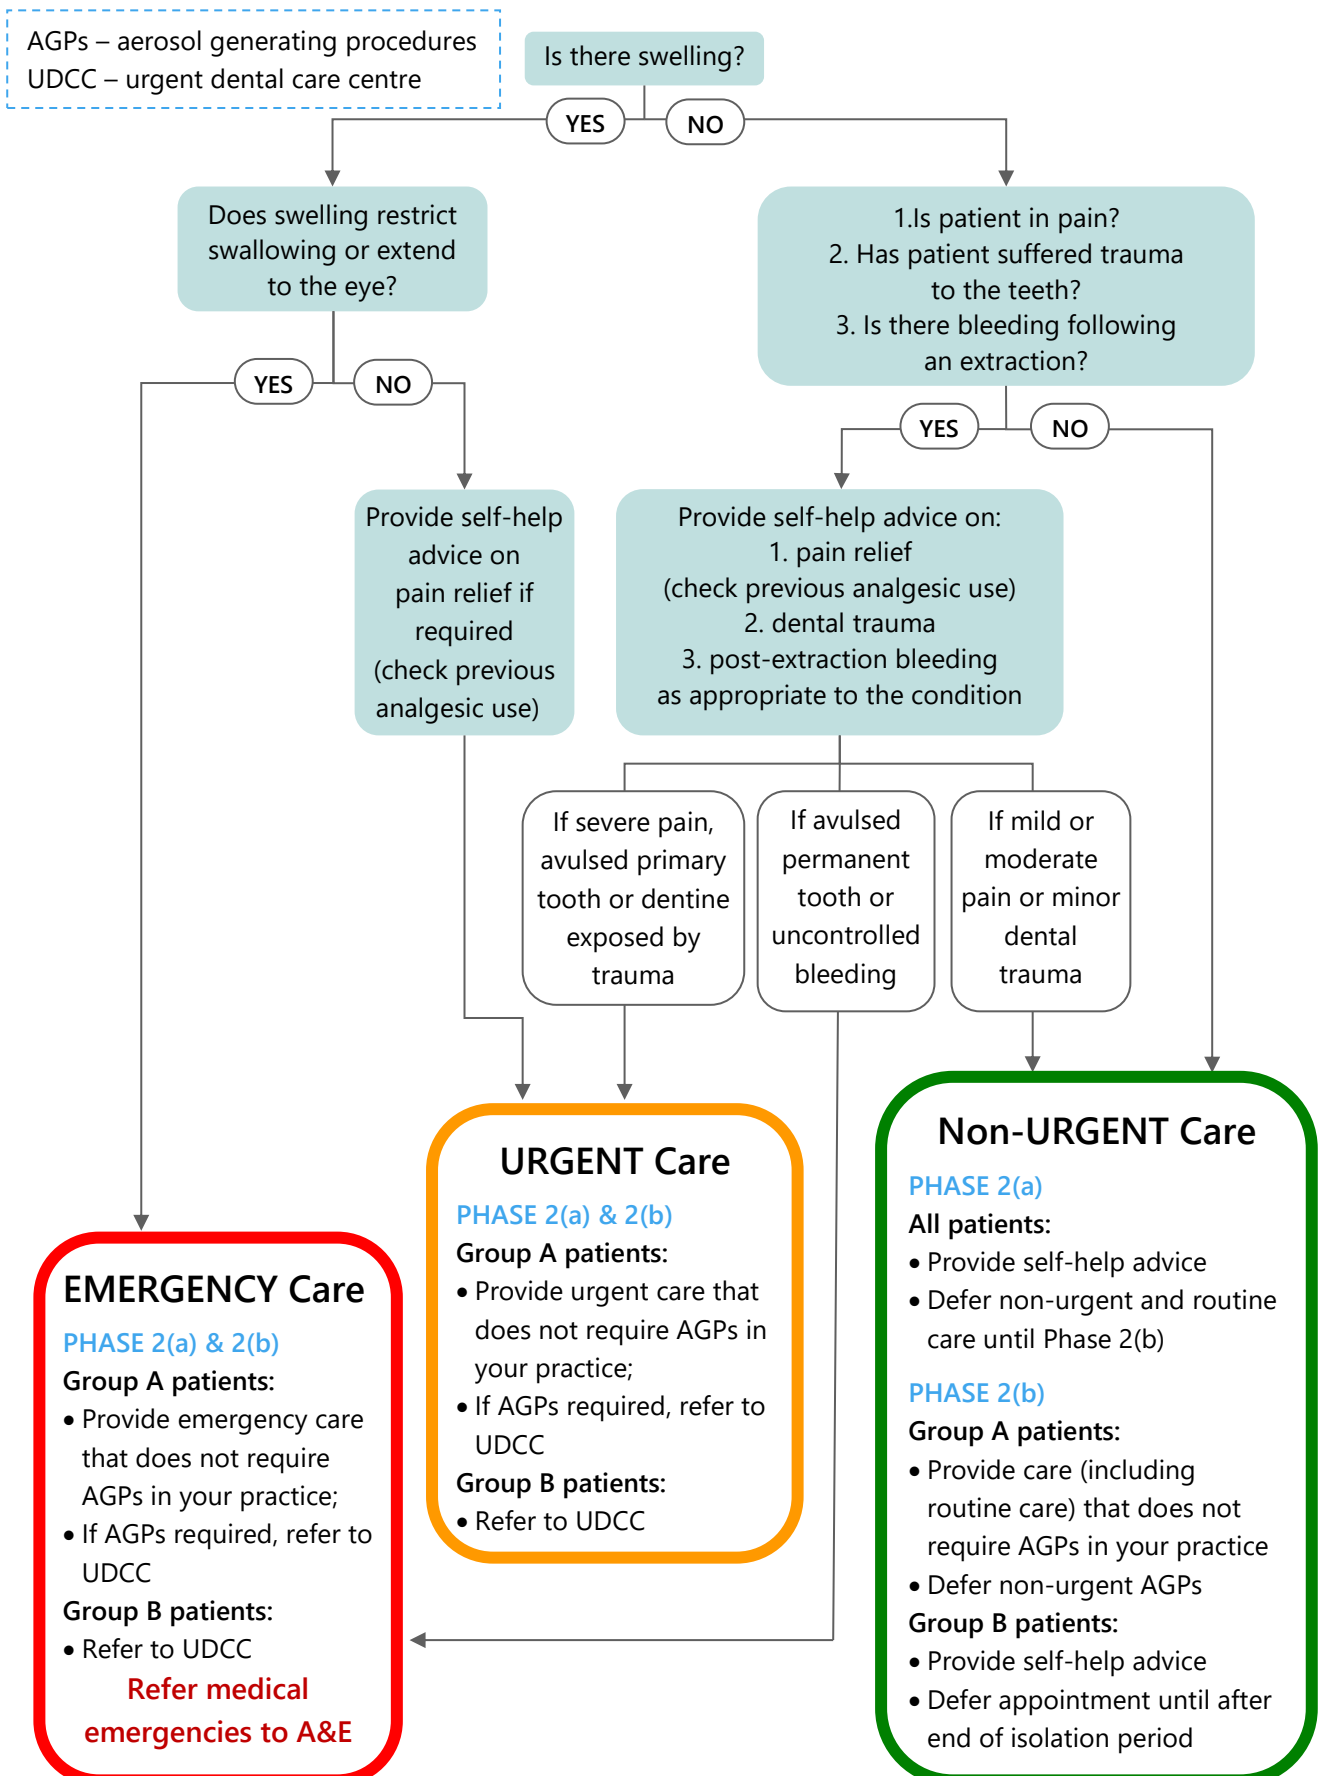 AGPs – aerosol generating procedures
UDCC – urgent dental care centre
Is there swelling?
YES
NO
Does swelling restrict
swallowing or extend
to the eye?
1.Is patient in pain?
2. Has patient suffered trauma
to the teeth?
3. Is there bleeding following
an extraction?
YES
NO
YES
NO
Provide self-help
advice on
pain relief if
required
(check previous
analgesic use)
Provide self-help advice on:
1. pain relief
(check previous analgesic use)
2. dental trauma
3. post-extraction bleeding
as appropriate to the condition
If severe pain,
avulsed primary
tooth or dentine
exposed by
trauma
If avulsed
permanent
tooth or
uncontrolled
bleeding
If mild or
moderate
pain or minor
dental
trauma
EMERGENCY Care
PHASE 2(a) & 2(b)
Group A patients:
• Provide emergency care
that does not require
AGPs in your practice;
• If AGPs required, refer to
UDCC
Group B patients:
• Refer to UDCC
Refer medical
emergencies to A&E
URGENT Care
PHASE 2(a) & 2(b)
Group A patients:
• Provide urgent care that
does not require AGPs in
your practice;
• If AGPs required, refer to
UDCC
Group B patients:
• Refer to UDCC
Non-URGENT Care
PHASE 2(a)
All patients:
• Provide self-help advice
• Defer non-urgent and routine
care until Phase 2(b)
PHASE 2(b)
Group A patients:
• Provide care (including
routine care) that does not
require AGPs in your practice
• Defer non-urgent AGPs
Group B patients:
• Provide self-help advice
• Defer appointment until after
end of isolation period